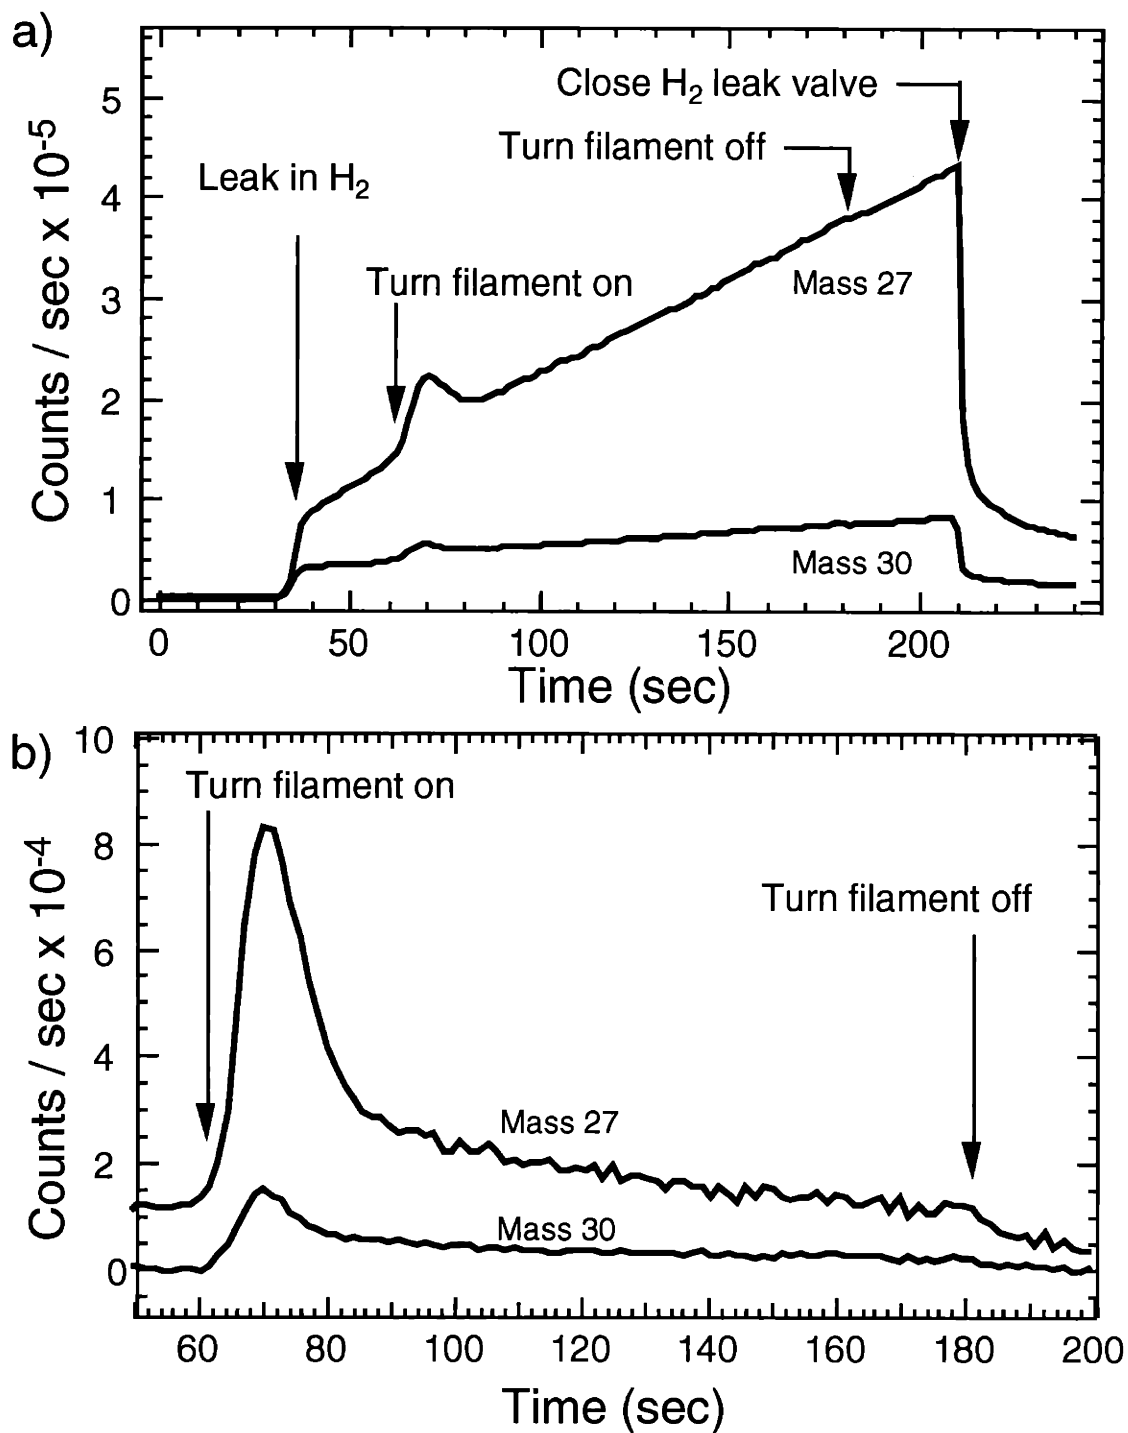 a)
Counts / sec x 10-5
5
4
3
2
1
0
Close H2 leak valve
Turn filament off
Leak in H2
Turn filament on
Mass 27
Mass 30
0 50 100 150 200
Time (sec)
b)
Counts / sec x 10-4
10
8
6
4
2
0
Turn filament on
Turn filament off
Mass 27
Mass 30
60 80 100 120 140 160 180 200
Time (sec)